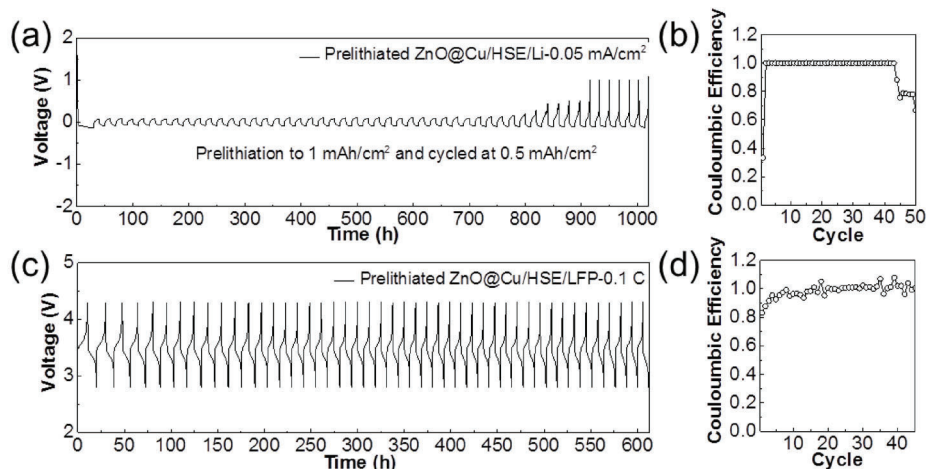 (a)
2
1
0
-1
-2
Voltage (V)
Prelithiated ZnO@Cu/HSE/Li-0.05 mA/cm²
Prelithiation to 1 mAh/cm² and cycled at 0.5 mAh/cm²
0 100 200 300 400 500 600 700 800 900 1000
Time (h)
(b)
1.2
1.0
0.8
0.6
0.4
0.2
0.0
Couloumbic Efficiency
10 20 30 40 50
Cycle
(c)
5
4
3
2
Voltage (V)
Prelithiated ZnO@Cu/HSE/LFP-0.1 C
0 50 100 150 200 250 300 350 400 450 500 550 600
Time (h)
(d)
1.2
1.0
0.8
0.6
0.4
0.2
0.0
Couloumbic Efficiency
15 30 45
Cycle